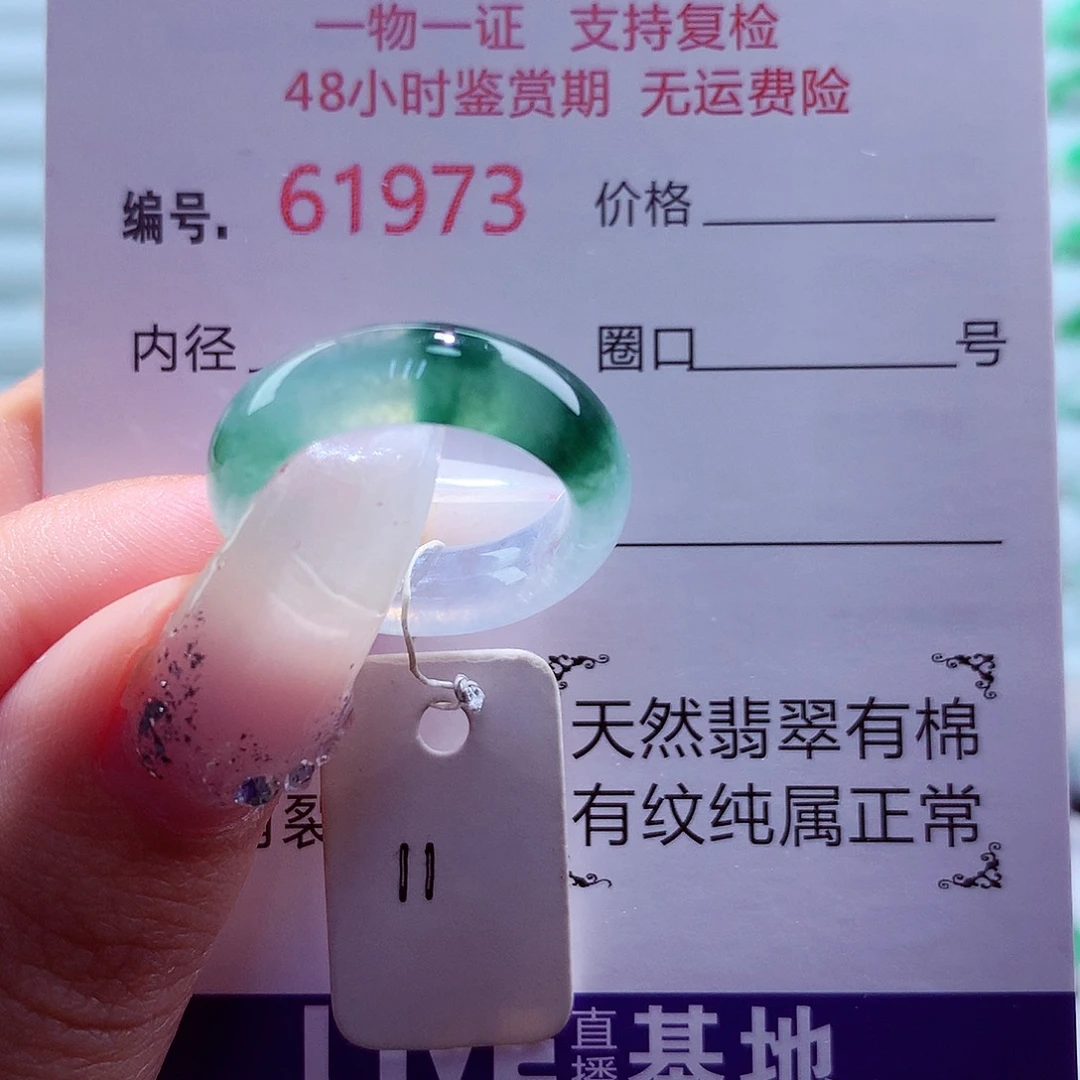 一物一证 支持复检
48小时鉴赏期 无运费险
编号. 61973 价格
内径 圈口 号
天然翡翠有棉
裂 有纹纯属正常
11
LIVE 直播 基地